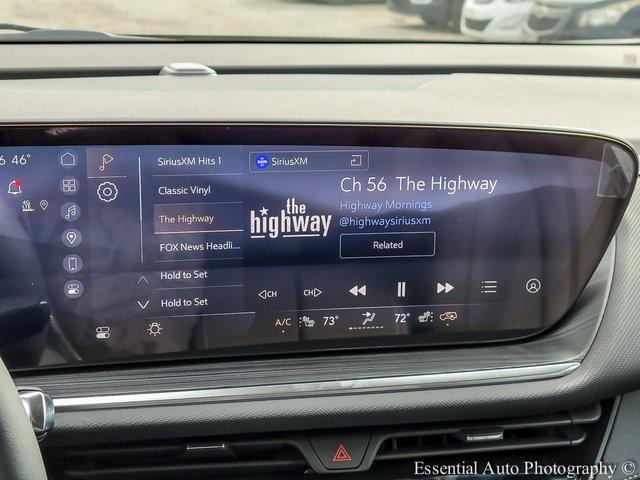 46°
SiriusXM Hits 1
Classic Vinyl
The Highway
FOX News Headli...
Hold to Set
Hold to Set
SiriusXM
the
highway
Ch 56 The Highway
Highway Mornings
@highwaysiriusxm
Related
CH
CH
A/C
73°
72°
Essential Auto Photography ©